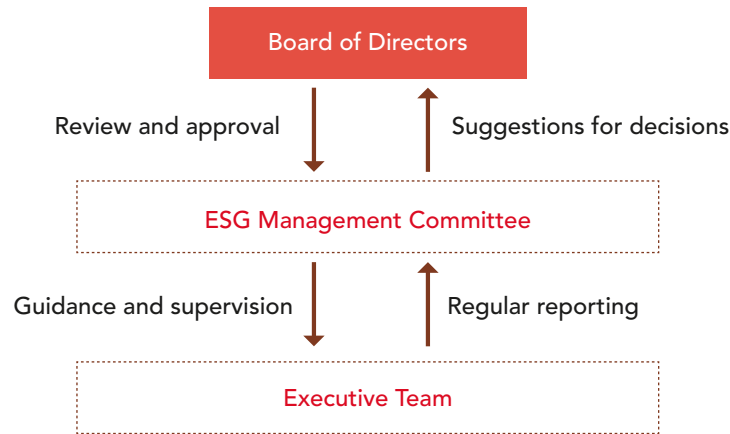 Board of Directors
Review and approval
Suggestions for decisions
ESG Management Committee
Guidance and supervision
Regular reporting
Executive Team